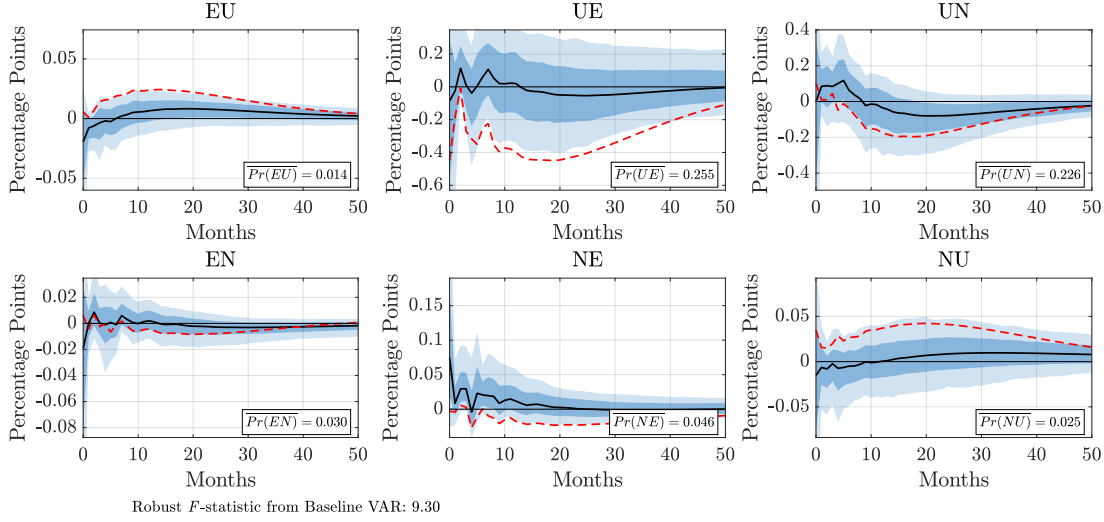 EU
Percentage Points
0.05
0
-0.05
Pr(EU) = 0.014
0 10 20 30 40 50
Months
UE
Percentage Points
0.2
0
-0.2
-0.4
-0.6
Pr(UE) = 0.255
0 10 20 30 40 50
Months
UN
Percentage Points
0.4
0.2
0
-0.2
-0.4
Pr(UN) = 0.226
0 10 20 30 40 50
Months
EN
Percentage Points
0.02
0
-0.02
-0.04
-0.06
-0.08
Pr(EN) = 0.030
0 10 20 30 40 50
Months
NE
Percentage Points
0.15
0.1
0.05
0
Pr(NE) = 0.046
0 10 20 30 40 50
Months
NU
Percentage Points
0.05
0
-0.05
Pr(NU) = 0.025
0 10 20 30 40 50
Months
Robust F-statistic from Baseline VAR: 9.30